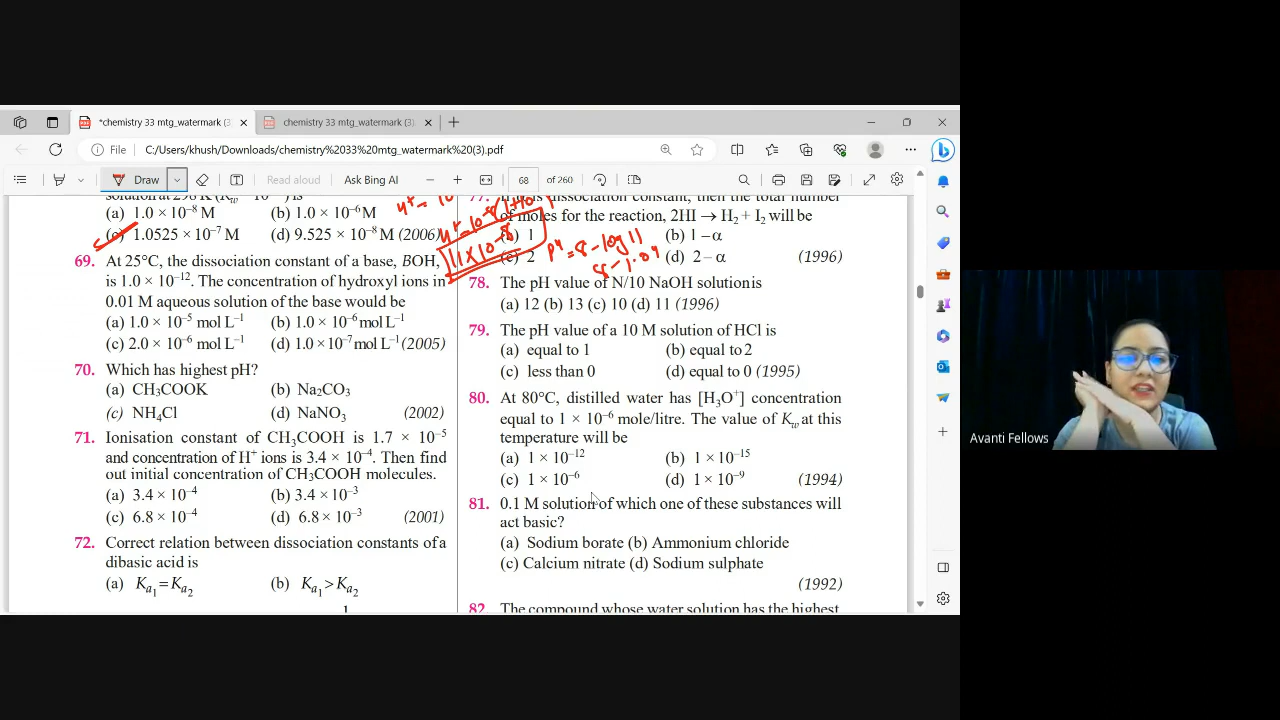 *chemistry 33 mtg_watermark (3).
chemistry 33 mtg_watermark (3).
File
C:/Users/khush/Downloads/chemistry%2033%20mtg_watermark%20(3).pdf
Draw
Read aloud
Ask Bing AI
68 of 260
(a) 1.0 × 10⁻⁸ M (b) 1.0 × 10⁻⁶ M
(c) 1.0525 × 10⁻⁷ M (d) 9.525 × 10⁻⁸ M (2006)
69. At 25°C, the dissociation constant of a base, BOH,
is 1.0 × 10⁻¹². The concentration of hydroxyl ions in
0.01 M aqueous solution of the base would be
(a) 1.0 × 10⁻⁵ mol L⁻¹ (b) 1.0 × 10⁻⁶ mol L⁻¹
(c) 2.0 × 10⁻⁶ mol L⁻¹ (d) 1.0 × 10⁻⁷ mol L⁻¹ (2005)
70. Which has highest pH?
(a) CH₃COOK (b) Na₂CO₃
(c) NH₄Cl (d) NaNO₃ (2002)
71. Ionisation constant of CH₃COOH is 1.7 × 10⁻⁵
and concentration of H⁺ ions is 3.4 × 10⁻⁴. Then find
out initial concentration of CH₃COOH molecules.
(a) 3.4 × 10⁻⁴ (b) 3.4 × 10⁻³
(c) 6.8 × 10⁻⁴ (d) 6.8 × 10⁻³ (2001)
72. Correct relation between dissociation constants of a
dibasic acid is
(a) Kₐ₁ = Kₐ₂ (b) Kₐ₁ > Kₐ₂
11 × 10⁻⁸
pH = 8 - log 11
8 - 1.04
of moles for the reaction, 2HI → H₂ + I₂ will be
(b) 1 – α
2 (d) 2 – α (1996)
78. The pH value of N/10 NaOH solution is
(a) 12 (b) 13 (c) 10 (d) 11 (1996)
79. The pH value of a 10 M solution of HCl is
(a) equal to 1 (b) equal to 2
(c) less than 0 (d) equal to 0 (1995)
80. At 80°C, distilled water has [H₃O⁺] concentration
equal to 1 × 10⁻⁶ mole/litre. The value of Kw at this
temperature will be
(a) 1 × 10⁻¹² (b) 1 × 10⁻¹⁵
(c) 1 × 10⁻⁶ (d) 1 × 10⁻⁹ (1994)
81. 0.1 M solution of which one of these substances will
act basic?
(a) Sodium borate (b) Ammonium chloride
(c) Calcium nitrate (d) Sodium sulphate
(1992)
82. The compound whose water solution has the highest
Avanti Fellows